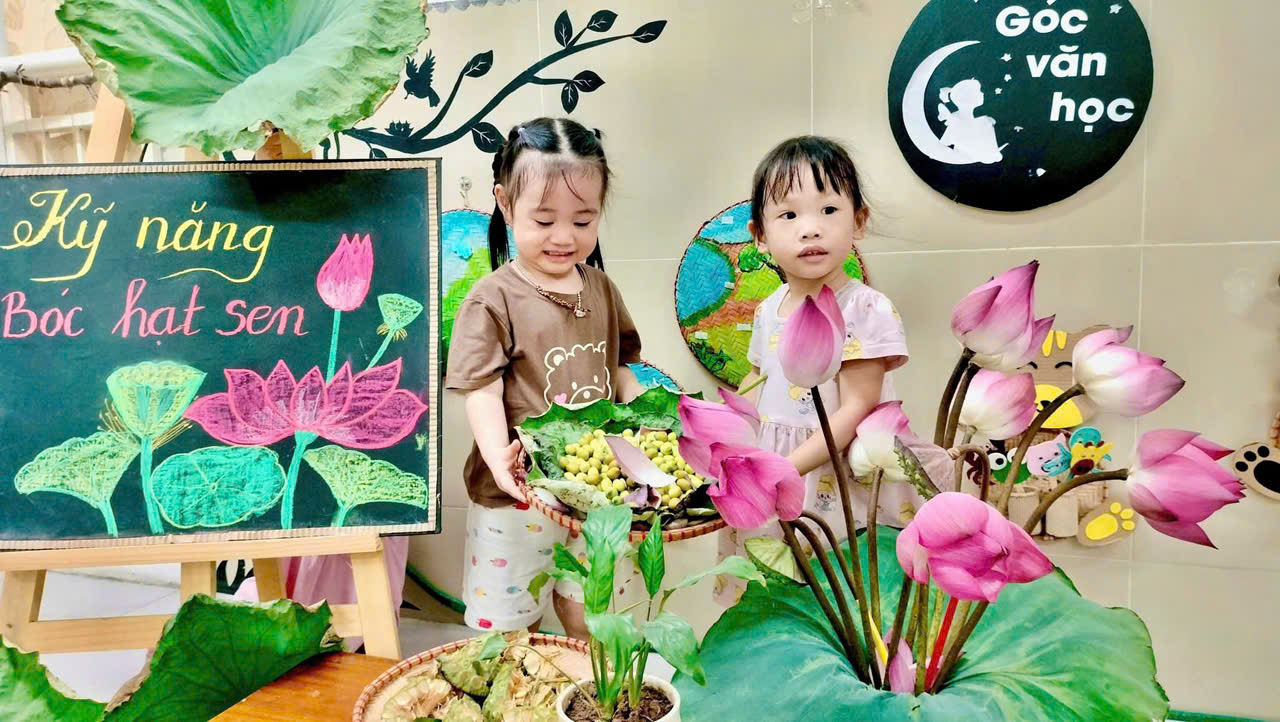 Kỹ năng
Bóc hạt sen
Góc
văn
học